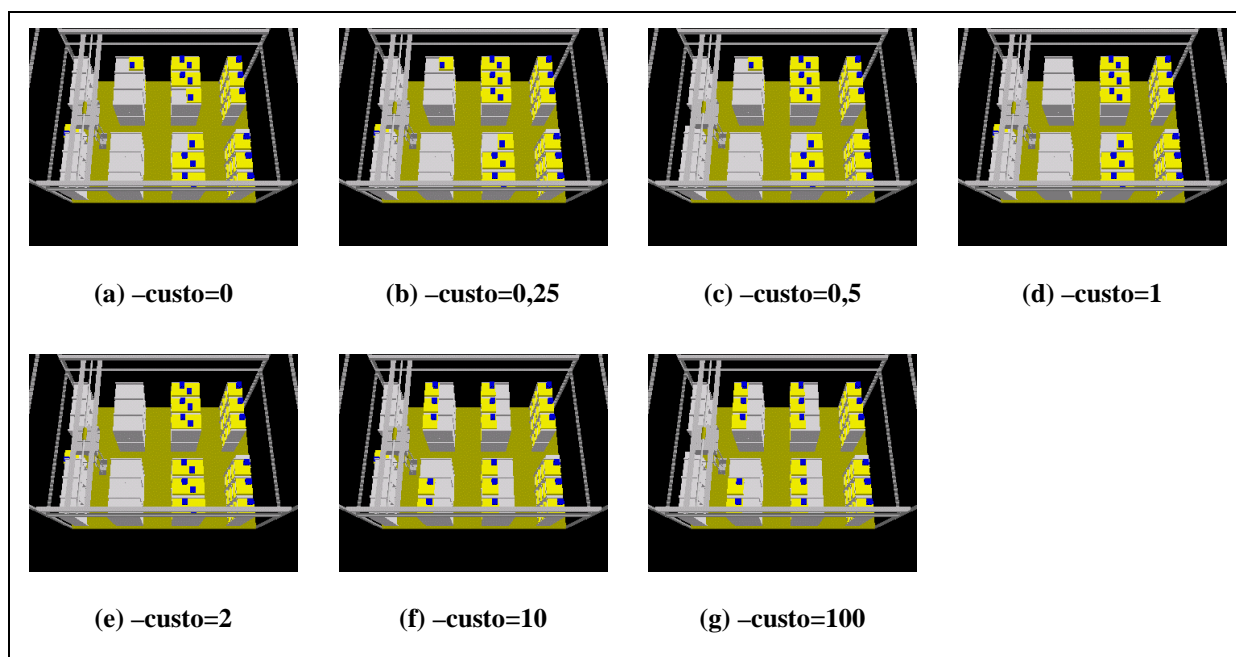 (a) –custo=0
(b) –custo=0,25
(c) –custo=0,5
(d) –custo=1
(e) –custo=2
(f) –custo=10
(g) –custo=100